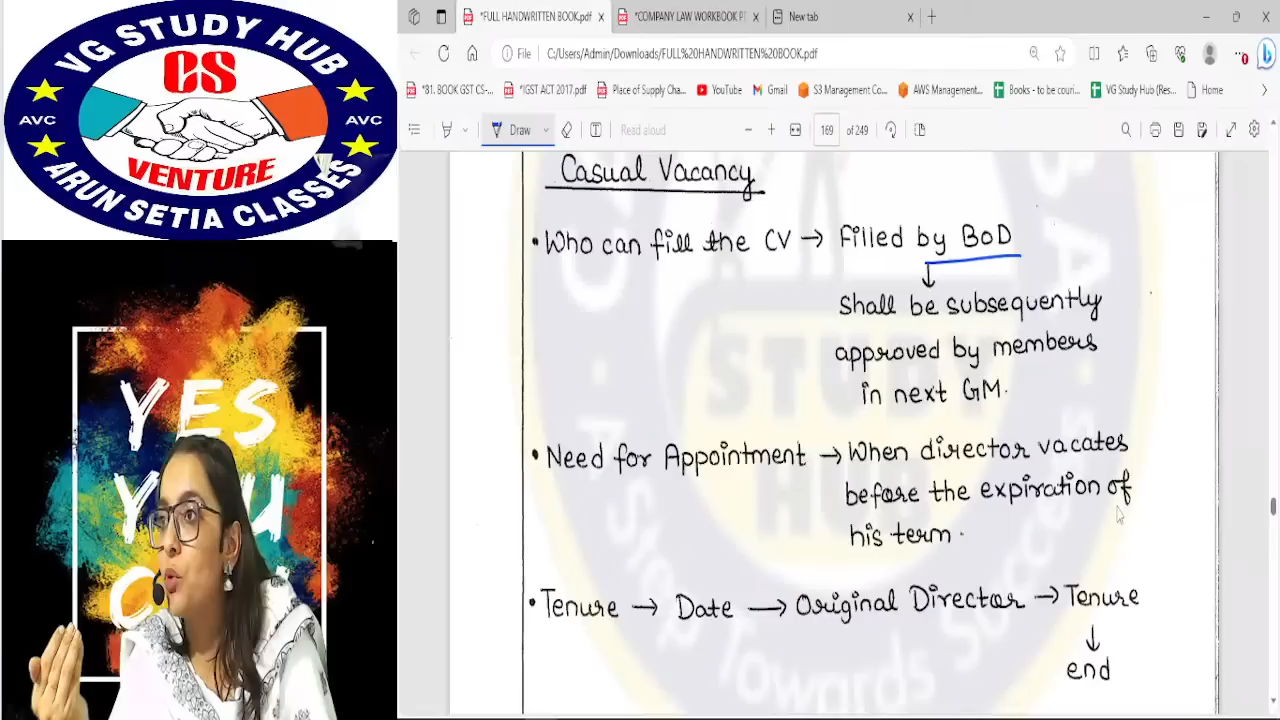 VG STUDY HUB
CS
AVC
AVC
VENTURE
ARUN SETIA CLASSES
YES
YOU
*FULL HANDWRITTEN BOOK.pdf
*COMPANY LAW WORKBOOK
New tab
File
C:/Users/Admin/Downloads/FULL%20HANDWRITTEN%20BOOK.pdf
*81. BOOK GST CS-...
*IGST ACT 2017.pdf
Place of Supply Cha...
YouTube
Gmail
S3 Management Co...
AWS Management...
Books - to be couri...
VG Study Hub (Res...
Home
Draw
Read aloud
169 of 249
Casual Vacancy
• Who can fill the CV → Filled by BoD
↓
shall be subsequently
approved by members
in next GM.
• Need for Appointment → When director vacates
before the expiration of
his term.
• Tenure → Date → Original Director → Tenure
↓
end